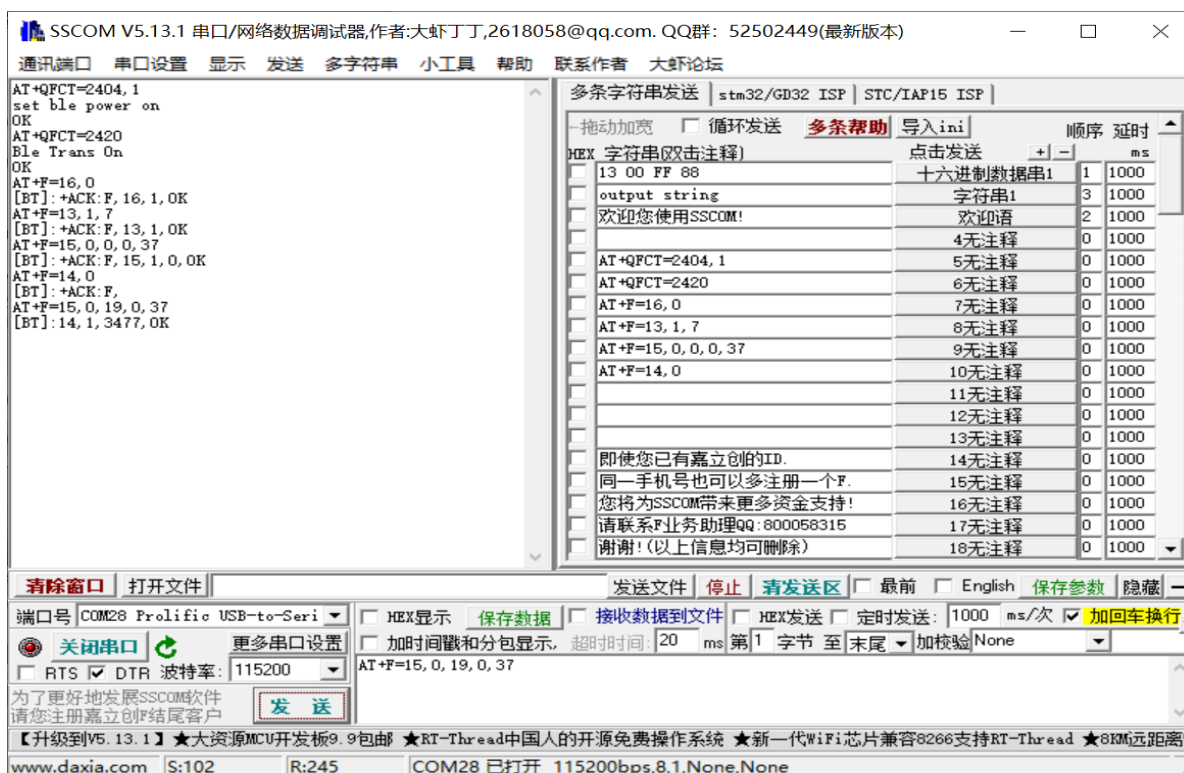 SSCOM V5.13.1 串口/网络数据调试器,作者:大虾丁丁,2618058@qq.com. QQ群: 52502449(最新版本)
通讯端口 串口设置 显示 发送 多字符串 小工具 帮助 联系作者 大虾论坛
AT+QFCT=2404,1
set ble power on
OK
AT+QFCT=2420
Ble Trans On
OK
AT+F=16,0
[BT]:+ACK:F,16,1,OK
AT+F=13,1,7
[BT]:+ACK:F,13,1,OK
AT+F=15,0,0,0,37
[BT]:+ACK:F,15,1,0,OK
AT+F=14,0
[BT]:+ACK:F,
AT+F=15,0,19,0,37
[BT]:14,1,3477,OK
多条字符串发送 stm32/GD32 ISP STC/IAP15 ISP
←拖动加宽 循环发送 多条帮助 导入ini 顺序 延时
HEX 字符串(双击注释) 点击发送 + - ms
13 00 FF 88 十六进制数据串1 1 1000
output string 字符串1 3 1000
欢迎您使用SSCOM! 欢迎语 2 1000
4无注释 0 1000
AT+QFCT=2404,1 5无注释 0 1000
AT+QFCT=2420 6无注释 0 1000
AT+F=16,0 7无注释 0 1000
AT+F=13,1,7 8无注释 0 1000
AT+F=15,0,0,0,37 9无注释 0 1000
AT+F=14,0 10无注释 0 1000
11无注释 0 1000
12无注释 0 1000
13无注释 0 1000
即使您已有嘉立创的ID. 14无注释 0 1000
同一手机号也可以多注册一个F. 15无注释 0 1000
您将为SSCOM带来更多资金支持! 16无注释 0 1000
请联系F业务助理QQ:800058315 17无注释 0 1000
谢谢!(以上信息均可删除) 18无注释 0 1000
清除窗口 打开文件 发送文件 停止 清发送区 最前 English 保存参数 隐藏
端口号 COM28 Prolific USB-to-Seri HEX显示 保存数据 接收数据到文件 HEX发送 定时发送: 1000 ms/次 加回车换行
关闭串口 更多串口设置 加时间戳和分包显示, 超时时间: 20 ms 第1 字节 至 末尾 加校验 None
RTS DTR 波特率: 115200 AT+F=15,0,19,0,37
为了更好地发展SSCOM软件
请您注册嘉立创F结尾客户
发 送
【升级到V5.13.1】★大资源MCU开发板9.9包邮 ★RT-Thread中国人的开源免费操作系统 ★新一代WiFi芯片兼容8266支持RT-Thread ★8KM远距离
www.daxia.com S:102 R:245 COM28 已打开 115200bps,8,1,None,None